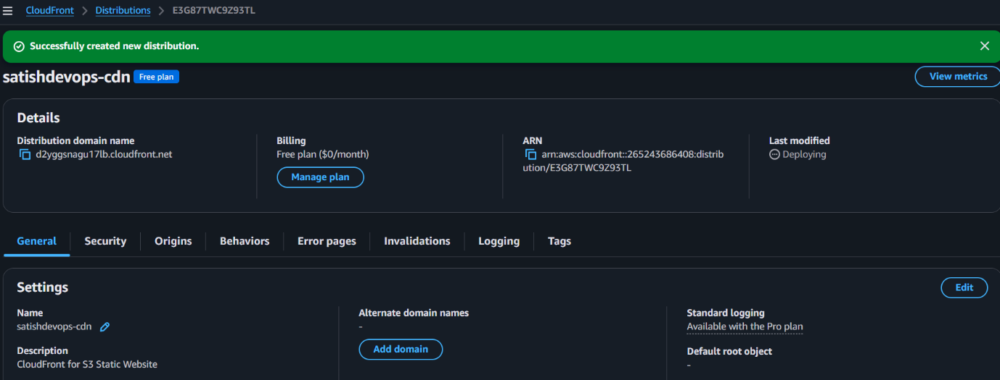 CloudFront > Distributions > E3G87TWC9Z93TL
Successfully created new distribution.
satishdevops-cdn Free plan View metrics
Details
Distribution domain name
d2yggsnagu17lb.cloudfront.net
Billing
Free plan ($0/month)
Manage plan
ARN
arn:aws:cloudfront::265243686408:distrib
ution/E3G87TWC9Z93TL
Last modified
Deploying
General Security Origins Behaviors Error pages Invalidations Logging Tags
Settings Edit
Name
satishdevops-cdn
Description
CloudFront for S3 Static Website
Alternate domain names
-
Add domain
Standard logging
Available with the Pro plan
Default root object
-